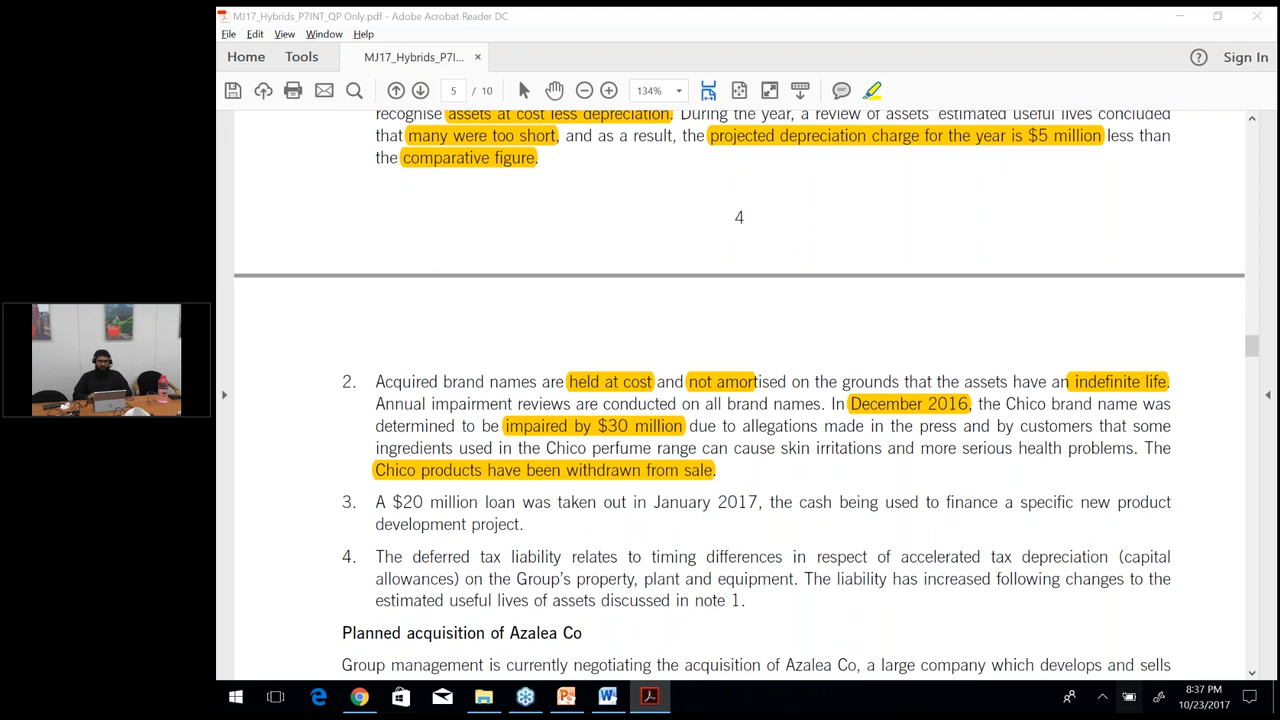 MJ17_Hybrids_P7INT_QP Only.pdf - Adobe Acrobat Reader DC
File Edit View Window Help
Home Tools MJ17_Hybrids_P7INT_Q... × Sign In
5 / 10 134%
recognise assets at cost less depreciation. During the year, a review of assets' estimated useful lives concluded
that many were too short, and as a result, the projected depreciation charge for the year is $5 million less than
the comparative figure.
4
2. Acquired brand names are held at cost and not amortised on the grounds that the assets have an indefinite life.
Annual impairment reviews are conducted on all brand names. In December 2016, the Chico brand name was
determined to be impaired by $30 million due to allegations made in the press and by customers that some
ingredients used in the Chico perfume range can cause skin irritations and more serious health problems. The
Chico products have been withdrawn from sale.
3. A $20 million loan was taken out in January 2017, the cash being used to finance a specific new product
development project.
4. The deferred tax liability relates to timing differences in respect of accelerated tax depreciation (capital
allowances) on the Group's property, plant and equipment. The liability has increased following changes to the
estimated useful lives of assets discussed in note 1.
Planned acquisition of Azalea Co
Group management is currently negotiating the acquisition of Azalea Co, a large company which develops and sells
8:37 PM
10/23/2017